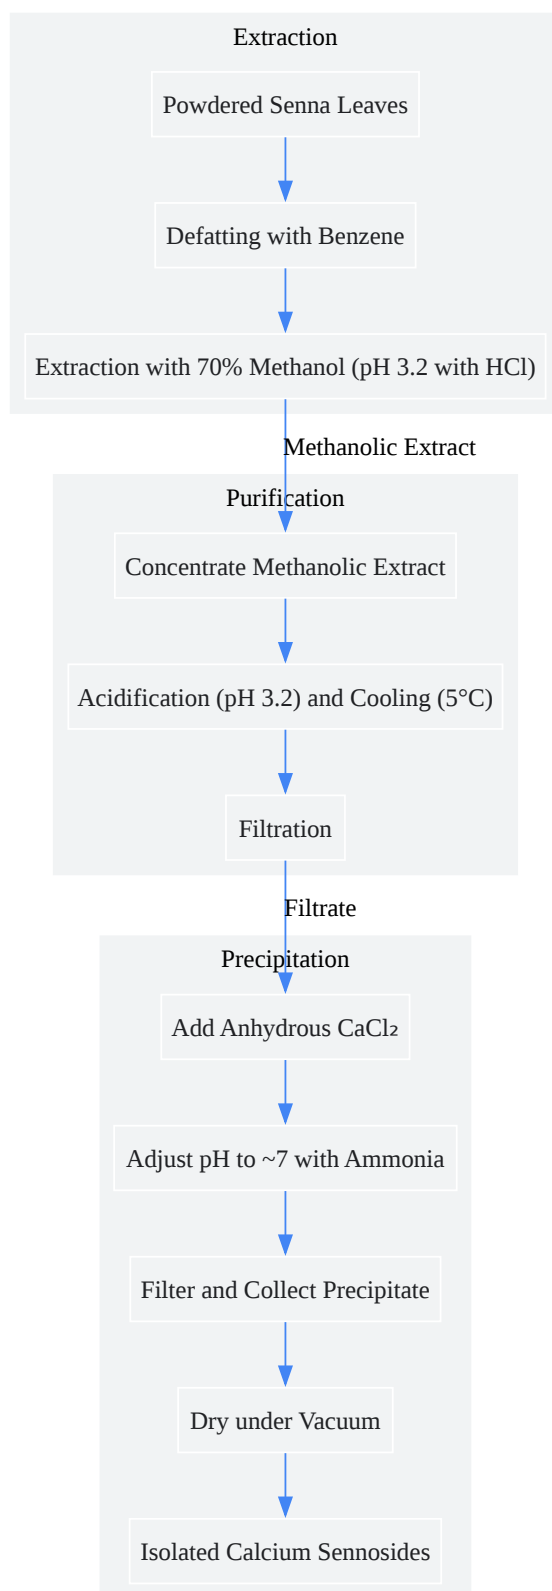 Extraction
Powdered Senna Leaves
Defatting with Benzene
Extraction with 70% Methanol (pH 3.2 with HCl)
Methanolic Extract
Purification
Concentrate Methanolic Extract
Acidification (pH 3.2) and Cooling (5°C)
Filtration
Filtrate
Precipitation
Add Anhydrous CaCl₂
Adjust pH to ~7 with Ammonia
Filter and Collect Precipitate
Dry under Vacuum
Isolated Calcium Sennosides